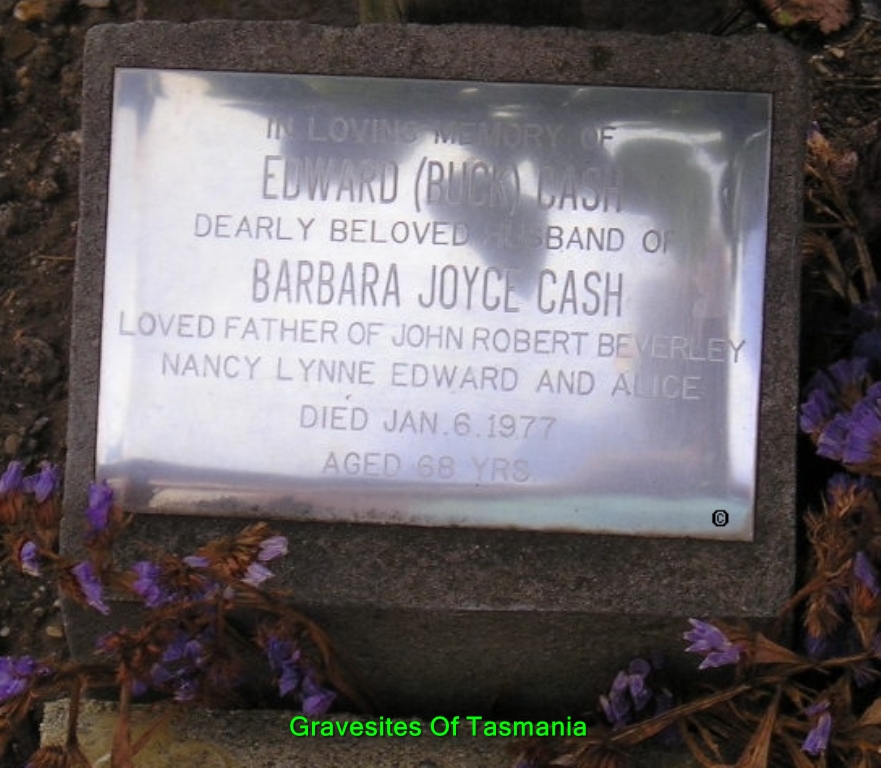 IN LOVING MEMORY OF
EDWARD (BUCK) CASH
DEARLY BELOVED HUSBAND OF
BARBARA JOYCE CASH
LOVED FATHER OF JOHN ROBERT BEVERLEY
NANCY LYNNE EDWARD AND ALICE
DIED JAN.6.1977
AGED 68 YRS.
©
Gravesites Of Tasmania